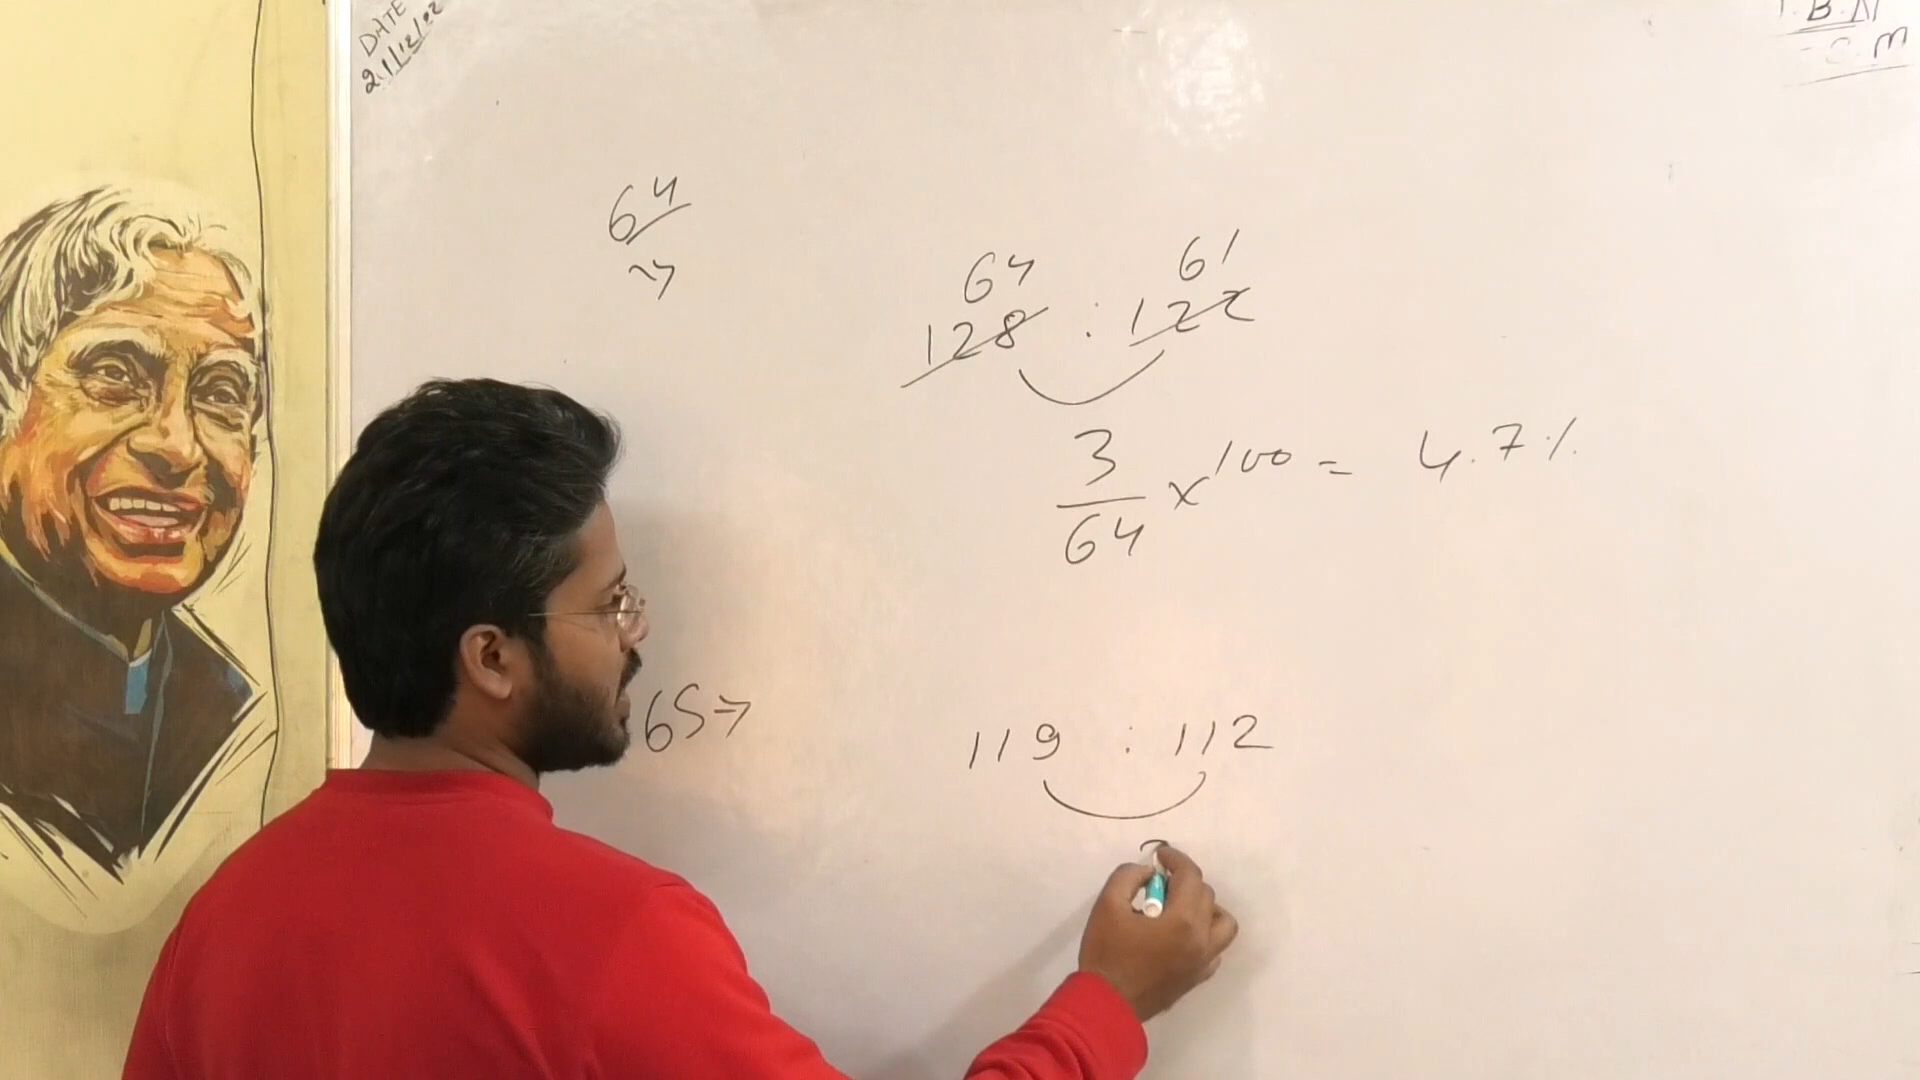 DATE
21/12/22
64
64 61
128 : 122
3/64 × 100 = 4.7%
65→
119 : 112